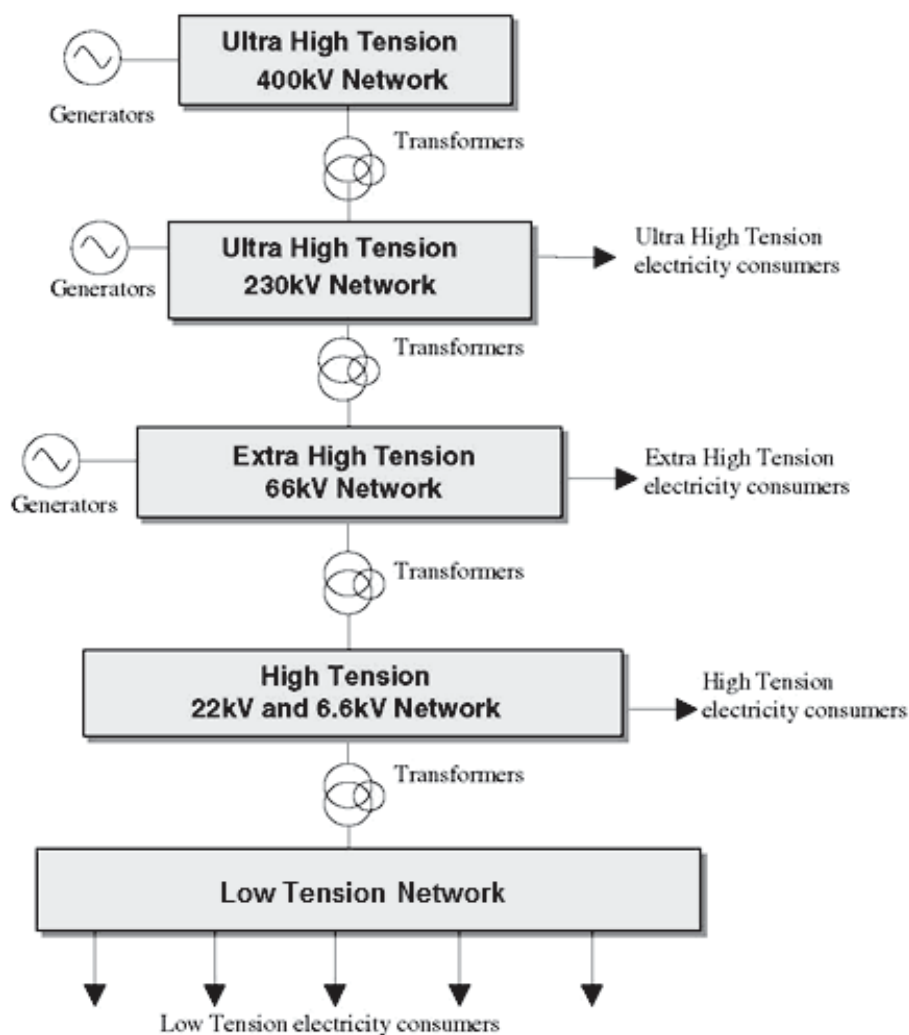 Ultra High Tension
400kV Network
Generators
Transformers
Ultra High Tension
230kV Network
Generators
Ultra High Tension
electricity consumers
Transformers
Extra High Tension
66kV Network
Generators
Extra High Tension
electricity consumers
Transformers
High Tension
22kV and 6.6kV Network
High Tension
electricity consumers
Transformers
Low Tension Network
Low Tension electricity consumers